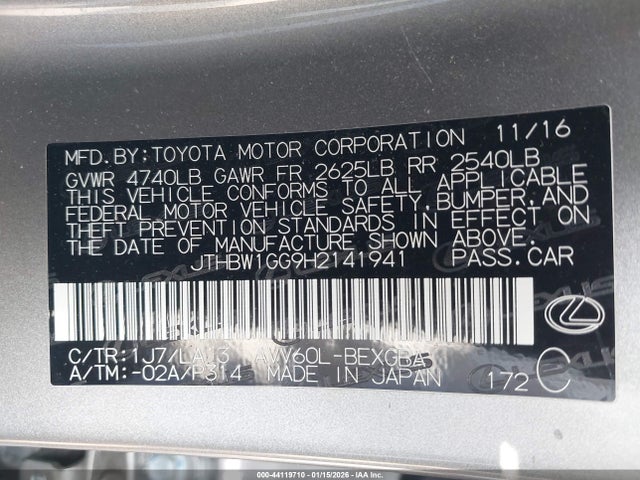 MFD.BY:TOYOTA MOTOR CORPORATION 11/16
GVWR 4740LB GAWR FR 2625LB RR 2540LB
THIS VEHICLE CONFORMS TO ALL APPLICABLE
FEDERAL MOTOR VEHICLE SAFETY,BUMPER,AND
THEFT PREVENTION STANDARDS IN EFFECT ON
THE DATE OF MANUFACTURE SHOWN ABOVE.
JTHBW1GG9H2141941 PASS.CAR
C/TR:1J7/LA13 AVV60L-BEXGBA
A/TM:-02A/P314 MADE IN JAPAN 172 C
000-44119710 - 01/15/2026 - IAA INC